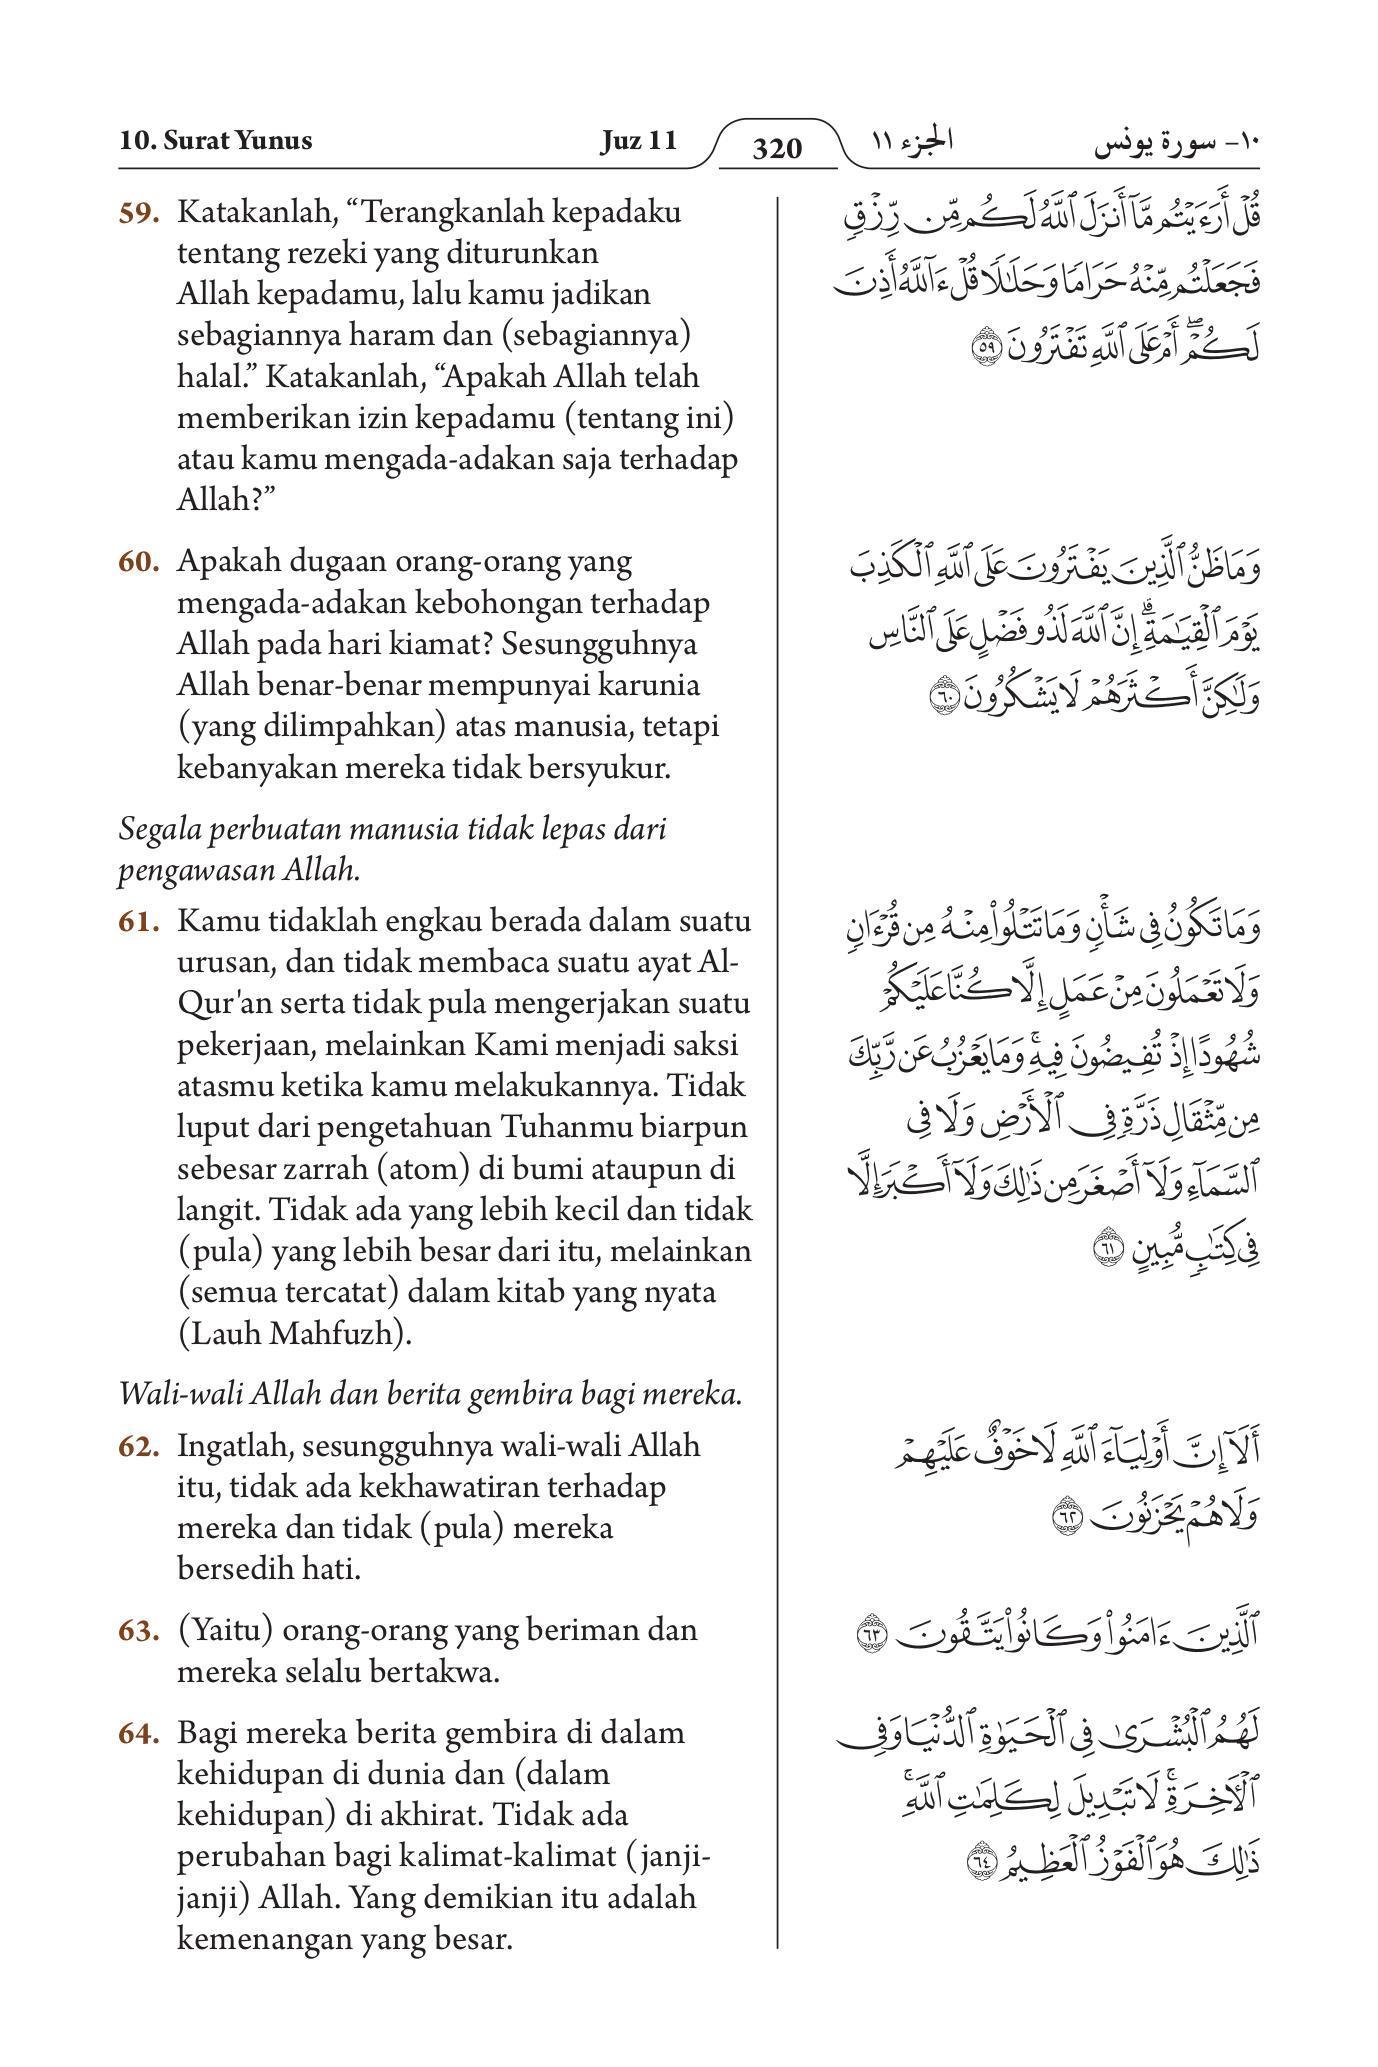 10. Surat Yunus
Juz 11
320
الجزء ١١
١٠- سورة يونس
59. Katakanlah, “Terangkanlah kepadaku
tentang rezeki yang diturunkan
Allah kepadamu, lalu kamu jadikan
sebagiannya haram dan (sebagiannya)
halal.” Katakanlah, “Apakah Allah telah
memberikan izin kepadamu (tentang ini)
atau kamu mengada-adakan saja terhadap
Allah?”
60. Apakah dugaan orang-orang yang
mengada-adakan kebohongan terhadap
Allah pada hari kiamat? Sesungguhnya
Allah benar-benar mempunyai karunia
(yang dilimpahkan) atas manusia, tetapi
kebanyakan mereka tidak bersyukur.
Segala perbuatan manusia tidak lepas dari
pengawasan Allah.
61. Kamu tidaklah engkau berada dalam suatu
urusan, dan tidak membaca suatu ayat Al-
Qur'an serta tidak pula mengerjakan suatu
pekerjaan, melainkan Kami menjadi saksi
atasmu ketika kamu melakukannya. Tidak
luput dari pengetahuan Tuhanmu biarpun
sebesar zarrah (atom) di bumi ataupun di
langit. Tidak ada yang lebih kecil dan tidak
(pula) yang lebih besar dari itu, melainkan
(semua tercatat) dalam kitab yang nyata
(Lauh Mahfuzh).
Wali-wali Allah dan berita gembira bagi mereka.
62. Ingatlah, sesungguhnya wali-wali Allah
itu, tidak ada kekhawatiran terhadap
mereka dan tidak (pula) mereka
bersedih hati.
63. (Yaitu) orang-orang yang beriman dan
mereka selalu bertakwa.
64. Bagi mereka berita gembira di dalam
kehidupan di dunia dan (dalam
kehidupan) di akhirat. Tidak ada
perubahan bagi kalimat-kalimat (janji-
janji) Allah. Yang demikian itu adalah
kemenangan yang besar.
قُلْ أَرَءَيْتُم مَّآ أَنزَلَ ٱللَّهُ لَكُم مِّن رِّزْقٍ
فَجَعَلْتُم مِّنْهُ حَرَامًا وَحَلَٰلًا قُلْ ءَآللَّهُ أَذِنَ
لَكُمْ ۖ أَمْ عَلَى ٱللَّهِ تَفْتَرُونَ ٥٩
وَمَا ظَنُّ ٱلَّذِينَ يَفْتَرُونَ عَلَى ٱللَّهِ ٱلْكَذِبَ
يَوْمَ ٱلْقِيَٰمَةِ ۗ إِنَّ ٱللَّهَ لَذُو فَضْلٍ عَلَى ٱلنَّاسِ
وَلَٰكِنَّ أَكْثَرَهُمْ لَا يَشْكُرُونَ ٦٠
وَمَا تَكُونُ فِى شَأْنٍ وَمَا تَتْلُوا۟ مِنْهُ مِن قُرْءَانٍ
وَلَا تَعْمَلُونَ مِنْ عَمَلٍ إِلَّا كُنَّا عَلَيْكُمْ
شُهُودًا إِذْ تُفِيضُونَ فِيهِ ۚ وَمَا يَعْزُبُ عَن رَّبِّكَ
مِن مِّثْقَالِ ذَرَّةٍ فِى ٱلْأَرْضِ وَلَا فِى
ٱلسَّمَآءِ وَلَآ أَصْغَرَ مِن ذَٰلِكَ وَلَآ أَكْبَرَ إِلَّا
فِى كِتَٰبٍ مُّبِينٍ ٦١
أَلَآ إِنَّ أَوْلِيَآءَ ٱللَّهِ لَا خَوْفٌ عَلَيْهِمْ
وَلَا هُمْ يَحْزَنُونَ ٦٢
ٱلَّذِينَ ءَامَنُوا۟ وَكَانُوا۟ يَتَّقُونَ ٦٣
لَهُمُ ٱلْبُشْرَىٰ فِى ٱلْحَيَوٰةِ ٱلدُّنْيَا وَفِى
ٱلْأَخِرَةِ ۚ لَا تَبْدِيلَ لِكَلِمَٰتِ ٱللَّهِ ۚ
ذَٰلِكَ هُوَ ٱلْفَوْزُ ٱلْعَظِيمُ ٦٤